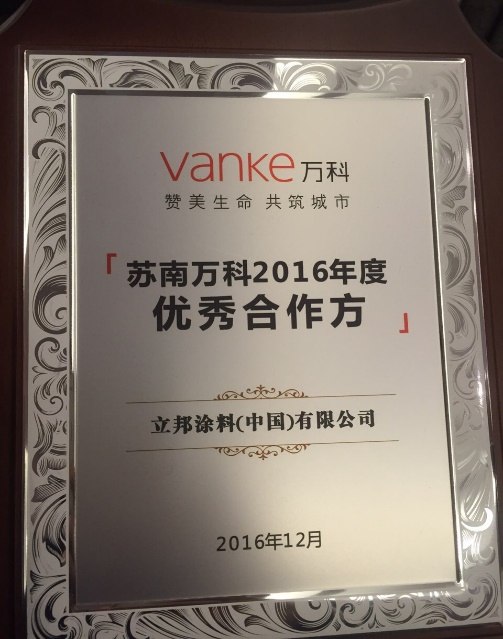 vanke万科
赞美生命 共筑城市
「苏南万科2016年度
优秀合作方」
立邦涂料(中国)有限公司
2016年12月